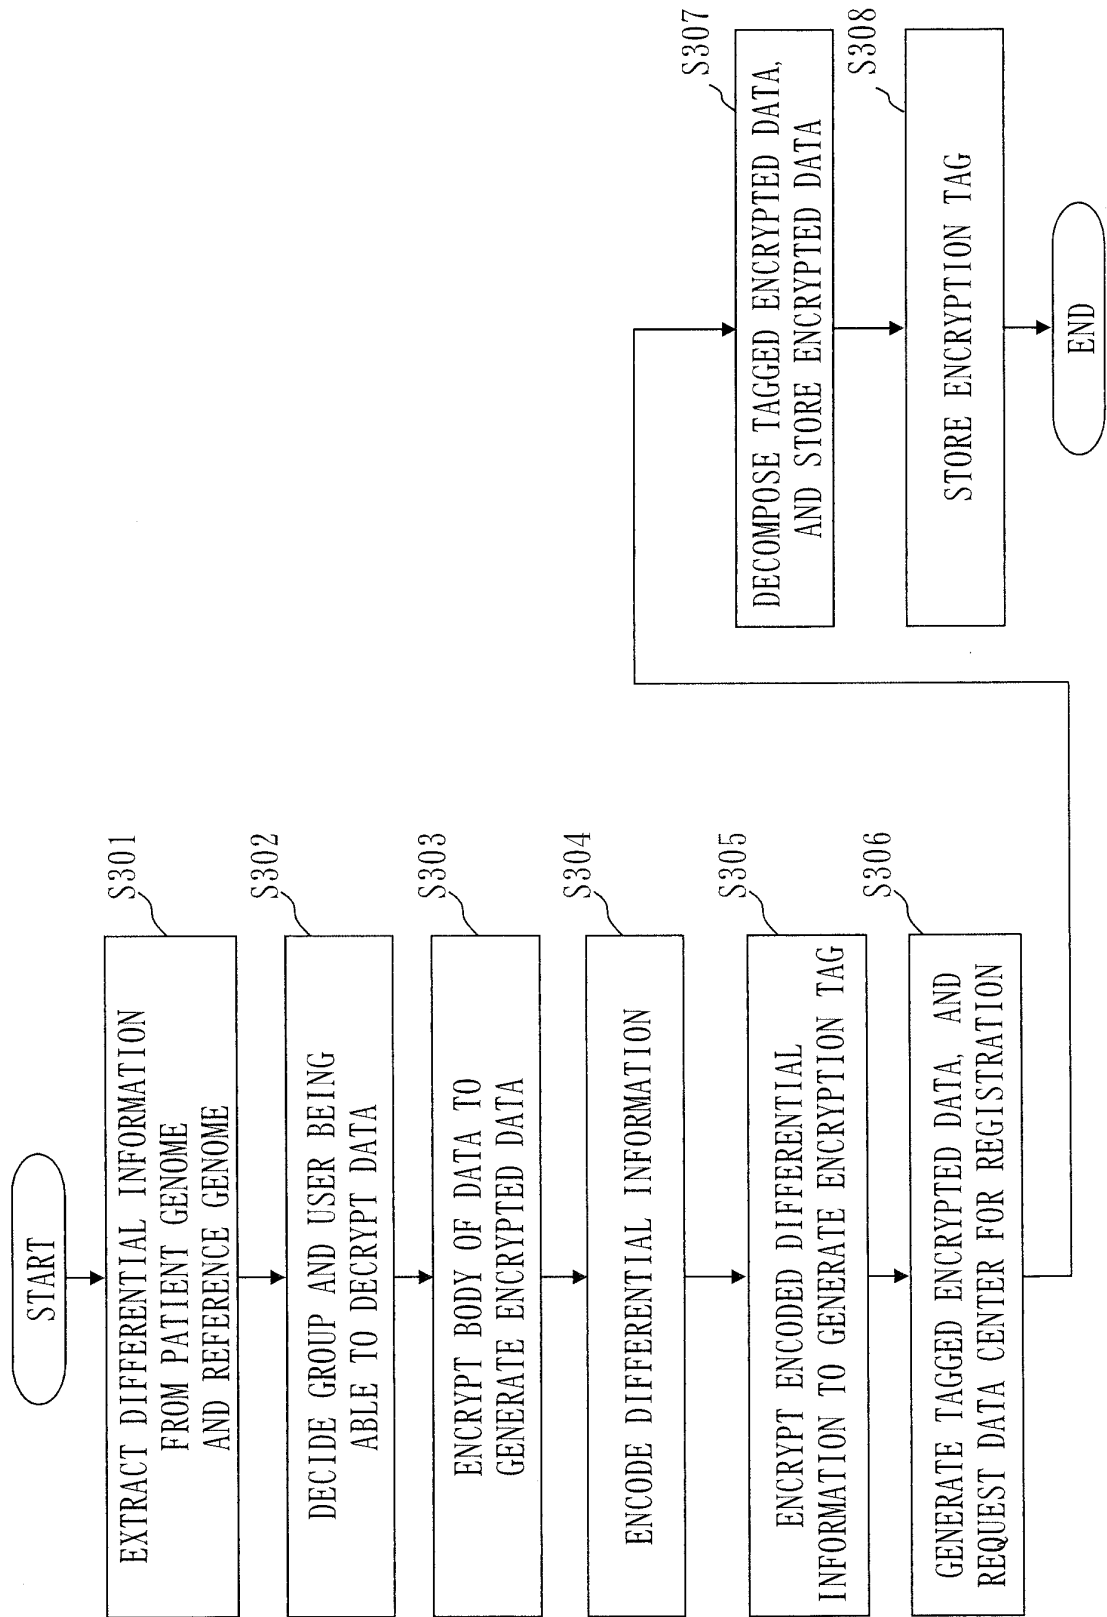 START
EXTRACT DIFFERENTIAL INFORMATION
FROM PATIENT GENOME
AND REFERENCE GENOME
S301
DECIDE GROUP AND USER BEING
ABLE TO DECRYPT DATA
S302
ENCRYPT BODY OF DATA TO
GENERATE ENCRYPTED DATA
S303
ENCODE DIFFERENTIAL INFORMATION
S304
ENCRYPT ENCODED DIFFERENTIAL
INFORMATION TO GENERATE ENCRYPTION TAG
S305
GENERATE TAGGED ENCRYPTED DATA, AND
REQUEST DATA CENTER FOR REGISTRATION
S306
DECOMPOSE TAGGED ENCRYPTED DATA,
AND STORE ENCRYPTED DATA
S307
STORE ENCRYPTION TAG
S308
END